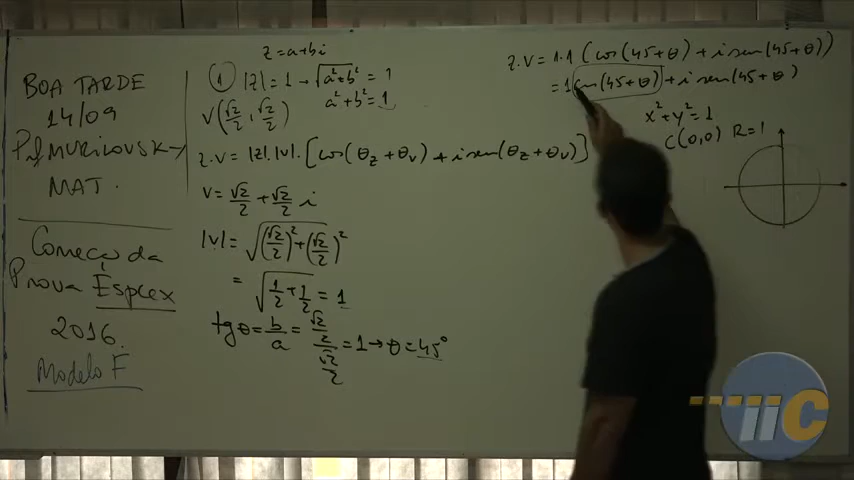 BOA TARDE
14/09
Prf MURILOVSKY
MAT.
Começo da
Prova EspCEX
2016.
Modelo F
z = a+bi
1 |z| = 1 → √a²+b² = 1
a²+b² = 1
V(√2/2, √2/2)
z.v = |z|.|v|.[cos(θz+θv) + i sen(θz+θv)]
v = √2/2 + √2/2 i
|v| = √(√2/2)²+(√2/2)²
= √1/2+1/2 = 1
tg θ = b/a = √2/2/√2/2 = 1 → θ = 45°
z.v = 1.1 (cos(45+θ) + i sen(45+θ))
= 1 cos(45+θ) + i sen(45+θ)
x²+y² = 1
C(0,0) R=1
iiC